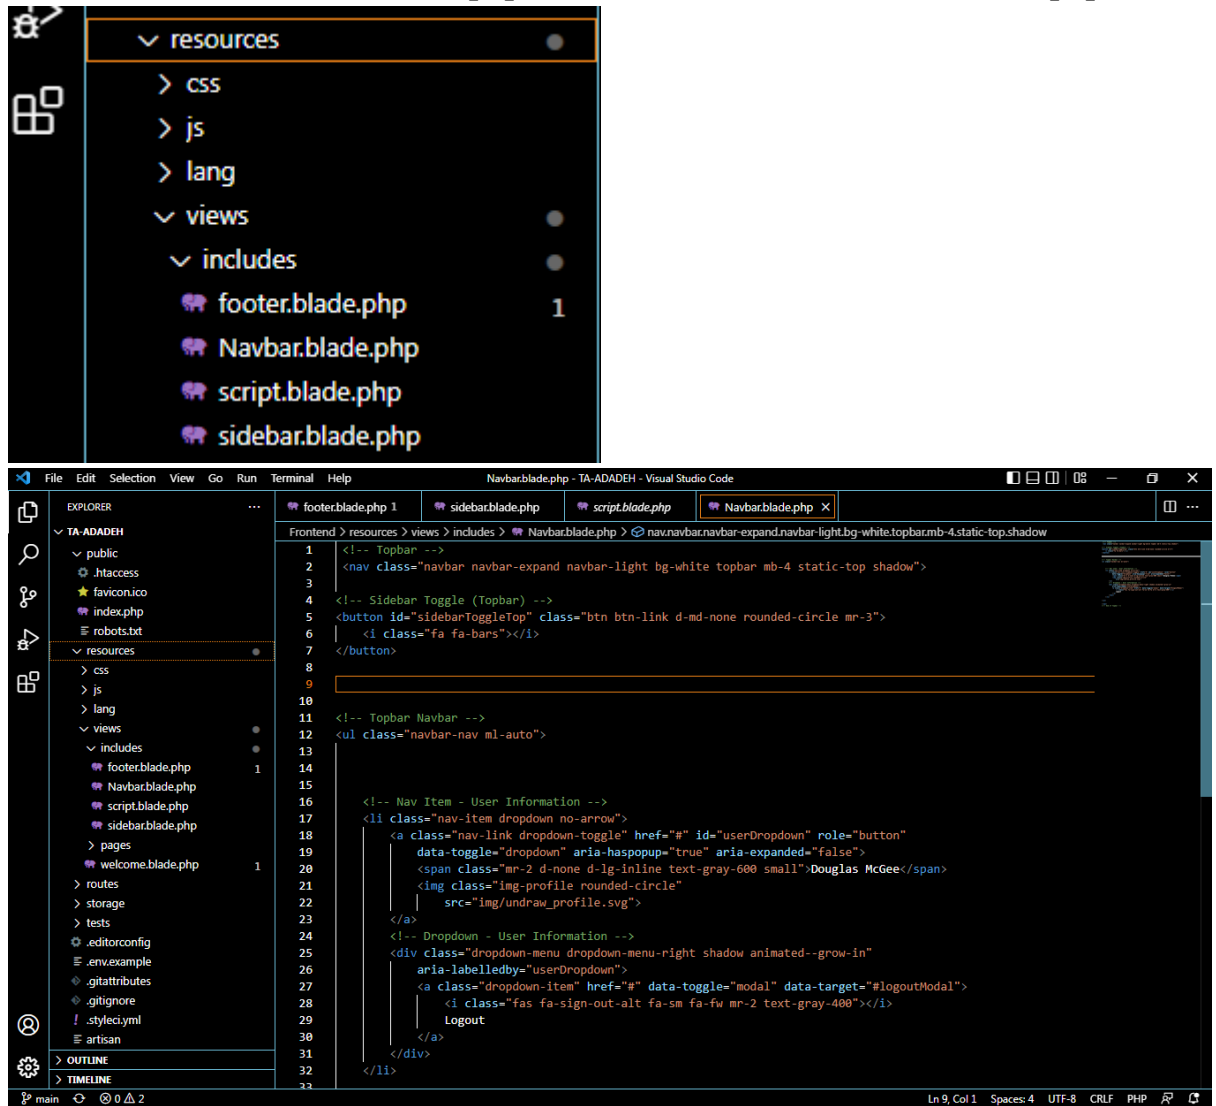 resources
css
js
lang
views
includes
footer.blade.php 1
Navbar.blade.php
script.blade.php
sidebar.blade.php
File Edit Selection View Go Run Terminal Help Navbar.blade.php - TA-ADADEH - Visual Studio Code
EXPLORER
TA-ADADEH
public
.htaccess
favicon.ico
index.php
robots.txt
resources
css
js
lang
views
includes
footer.blade.php 1
Navbar.blade.php
script.blade.php
sidebar.blade.php
pages
welcome.blade.php 1
routes
storage
tests
.editorconfig
.env.example
.gitattributes
.gitignore
.styleci.yml
artisan
OUTLINE
TIMELINE
footer.blade.php 1 sidebar.blade.php script.blade.php Navbar.blade.php
Frontend > resources > views > includes > Navbar.blade.php > nav.navbar.navbar-expand.navbar-light.bg-white.topbar.mb-4.static-top.shadow
1 <!-- Topbar -->
2 <nav class="navbar navbar-expand navbar-light bg-white topbar mb-4 static-top shadow">
3
4 <!-- Sidebar Toggle (Topbar) -->
5 <button id="sidebarToggleTop" class="btn btn-link d-md-none rounded-circle mr-3">
6 <i class="fa fa-bars"></i>
7 </button>
8
9
10
11 <!-- Topbar Navbar -->
12 <ul class="navbar-nav ml-auto">
13
14
15
16 <!-- Nav Item - User Information -->
17 <li class="nav-item dropdown no-arrow">
18 <a class="nav-link dropdown-toggle" href="#" id="userDropdown" role="button"
19 data-toggle="dropdown" aria-haspopup="true" aria-expanded="false">
20 <span class="mr-2 d-none d-lg-inline text-gray-600 small">Douglas McGee</span>
21 <img class="img-profile rounded-circle"
22 src="img/undraw_profile.svg">
23 </a>
24 <!-- Dropdown - User Information -->
25 <div class="dropdown-menu dropdown-menu-right shadow animated--grow-in"
26 aria-labelledby="userDropdown">
27 <a class="dropdown-item" href="#" data-toggle="modal" data-target="#logoutModal">
28 <i class="fas fa-sign-out-alt fa-sm fa-fw mr-2 text-gray-400"></i>
29 Logout
30 </a>
31 </div>
32 </li>
33
main 0 2 Ln 9, Col 1 Spaces: 4 UTF-8 CRLF PHP